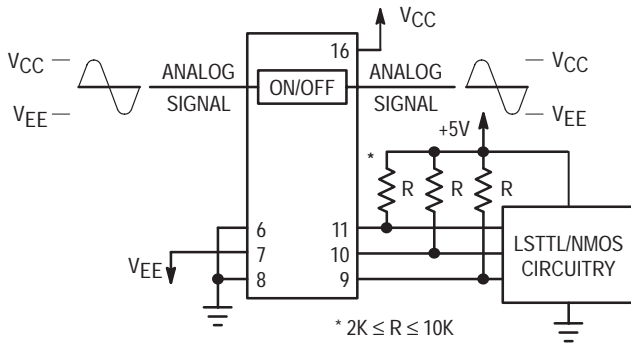 VCC
16
VCC
VEE
ANALOG
SIGNAL
ON/OFF
ANALOG
SIGNAL
VCC
VEE
+5V
*
R
R
R
6
7
8
11
10
9
VEE
LSTTL/NMOS
CIRCUITRY
* 2K ≤ R ≤ 10K